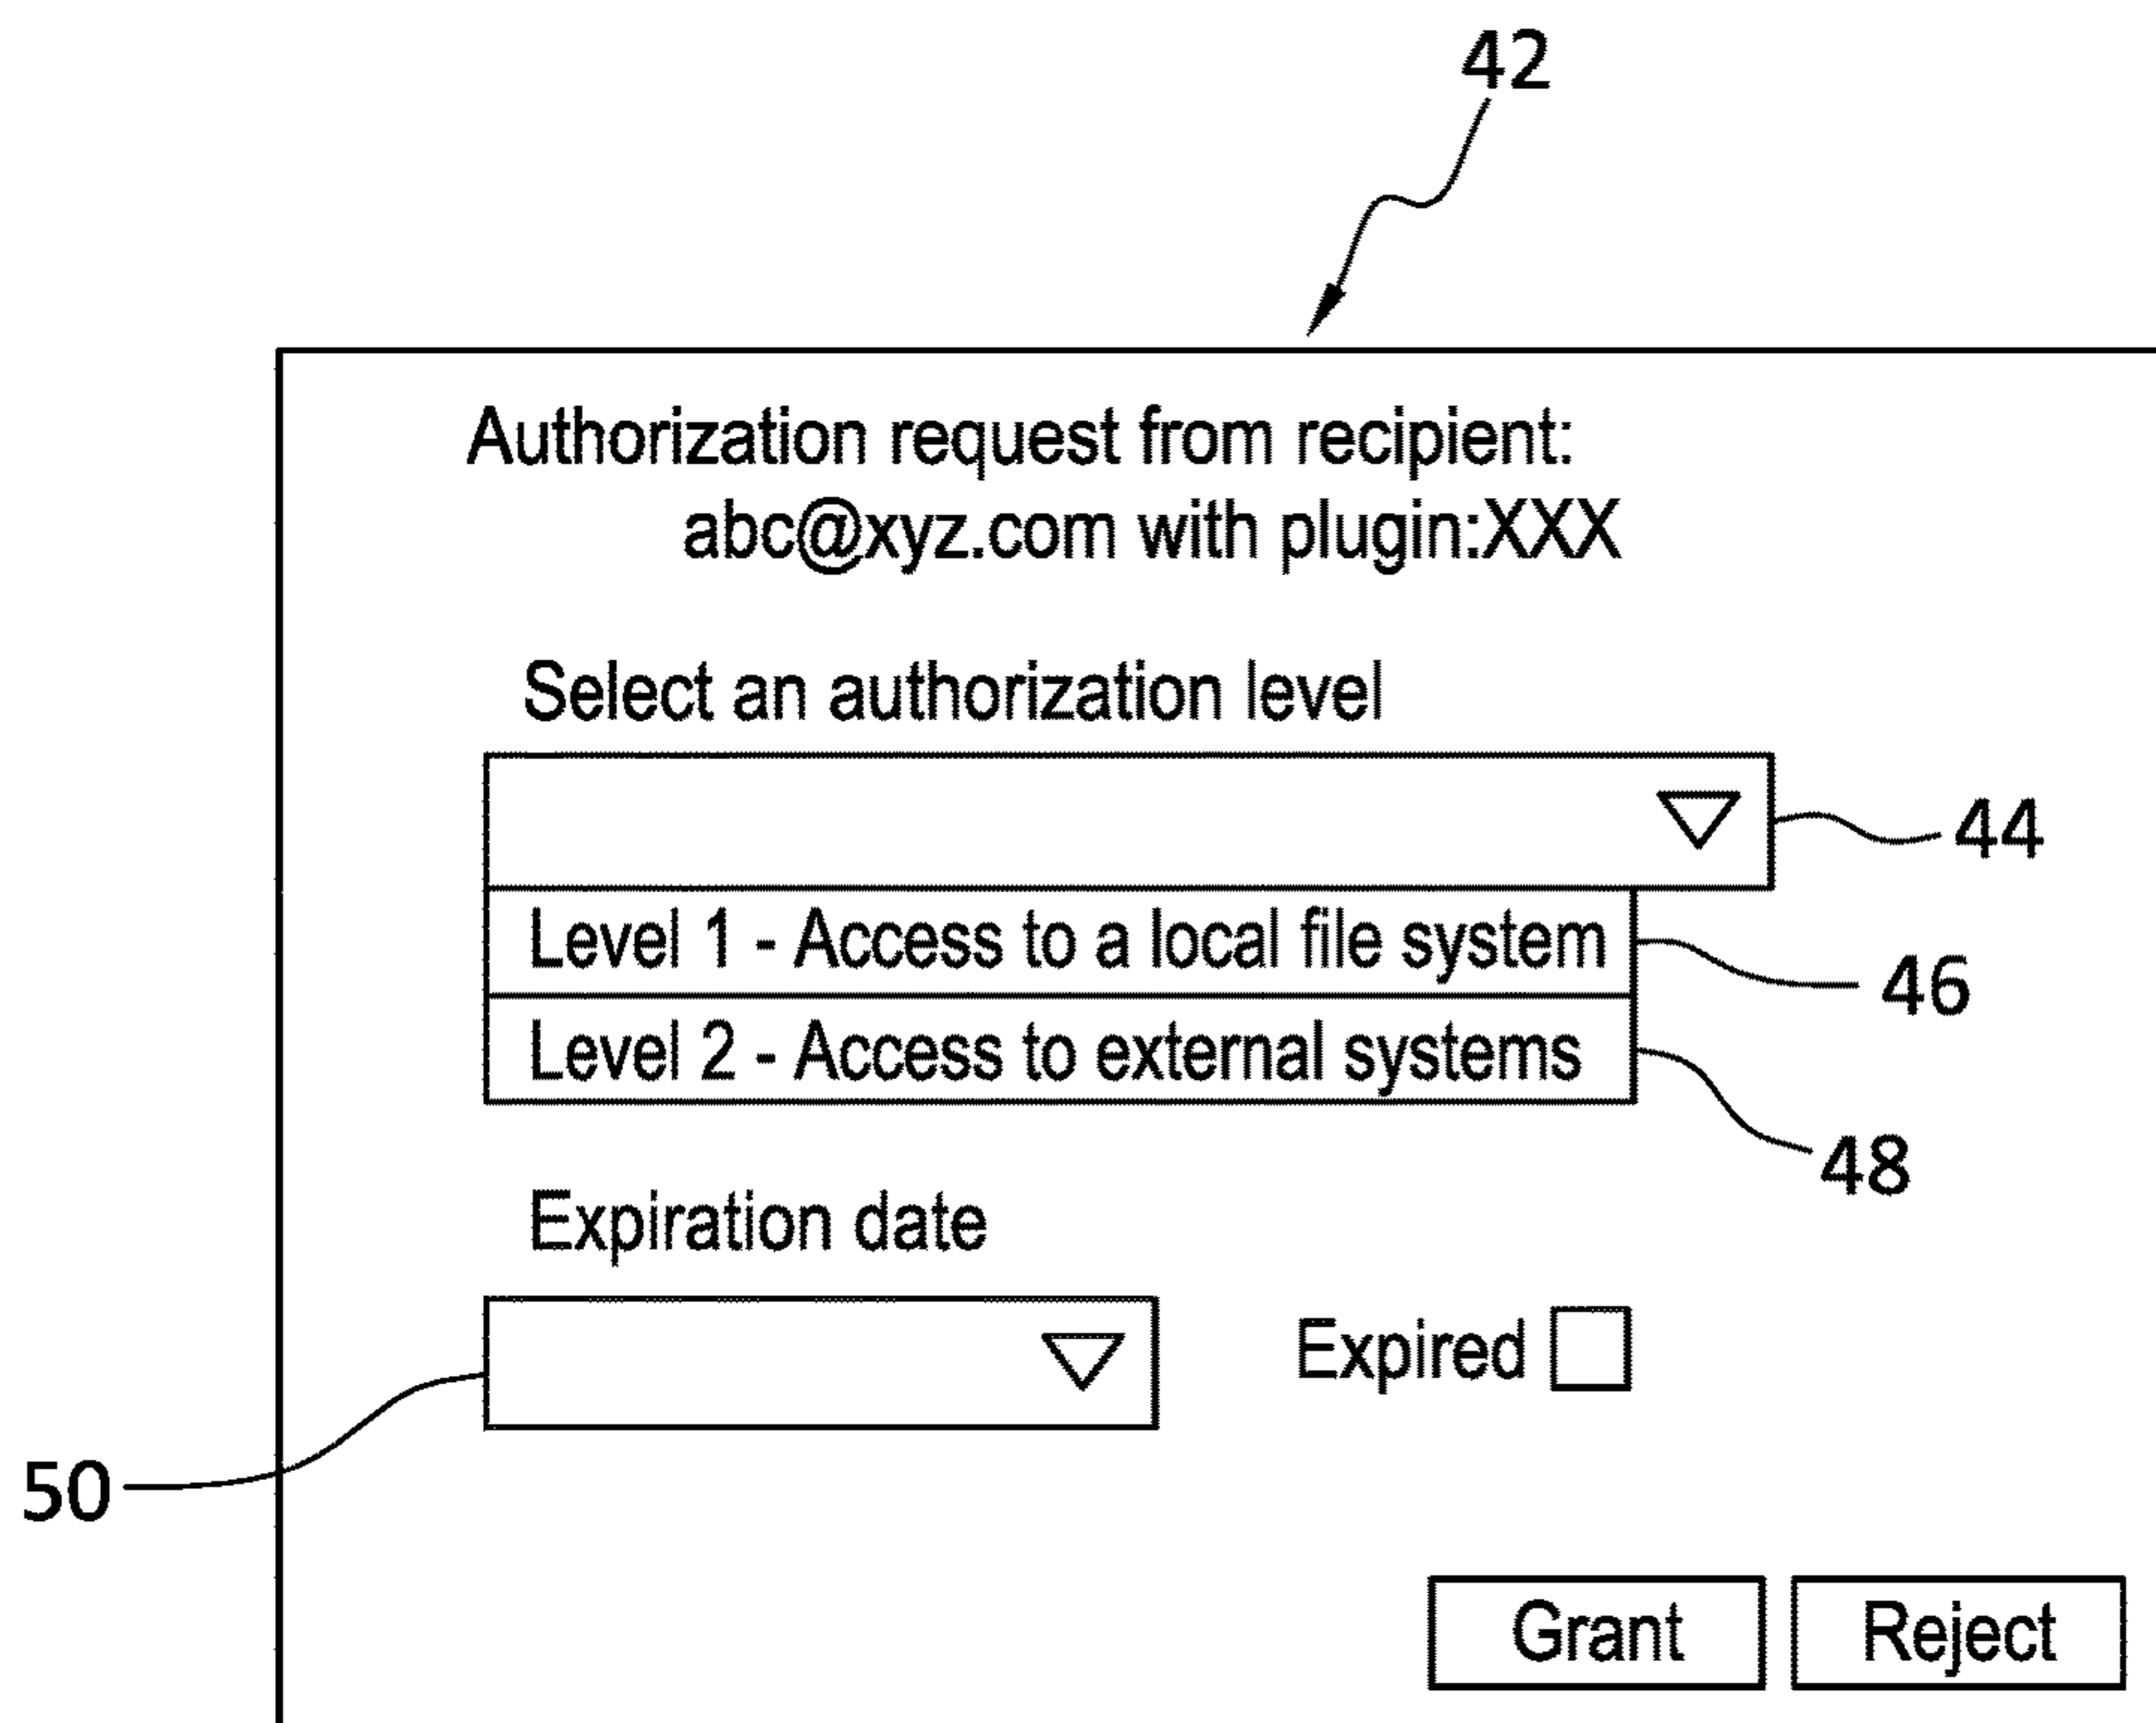 42
Authorization request from recipient:
abc@xyz.com with plugin:XXX
Select an authorization level
44
Level 1 - Access to a local file system
46
Level 2 - Access to external systems
48
Expiration date
Expired
50
Grant Reject